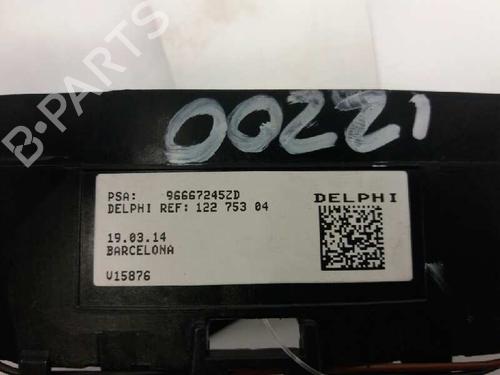 00221
B-PARTS
PSA: 96667245ZD
DELPHI REF: 122 753 04
DELPHI
19.03.14
BARCELONA
V15876